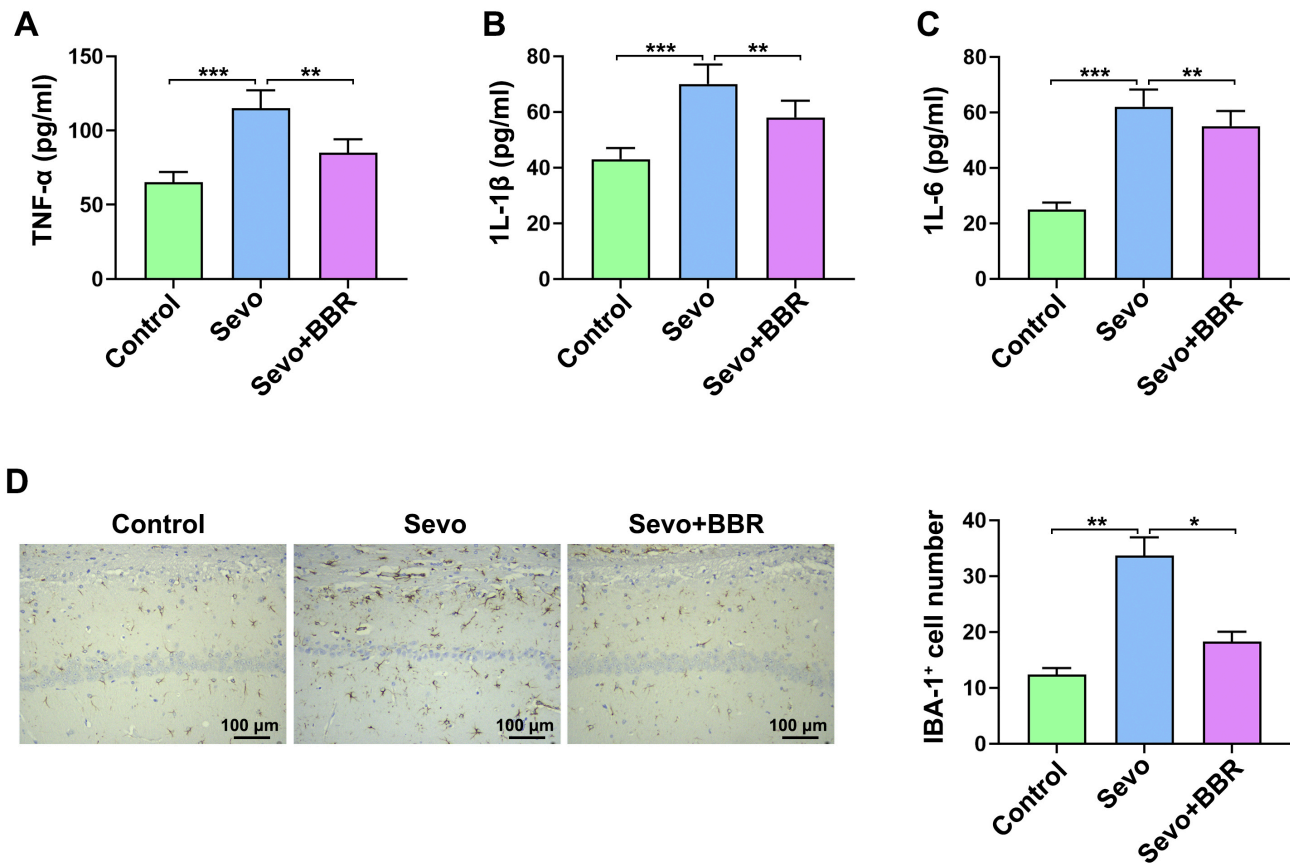 A
TNF-α (pg/ml)
150
100
50
0
***
**
Control
Sevo
Sevo+BBR
B
1L-1β (pg/ml)
80
60
40
20
0
***
**
Control
Sevo
Sevo+BBR
C
1L-6 (pg/ml)
80
60
40
20
0
***
**
Control
Sevo
Sevo+BBR
D
Control
Sevo
Sevo+BBR
100 µm
100 µm
100 µm
IBA-1⁺ cell number
40
30
20
10
0
**
*
Control
Sevo
Sevo+BBR